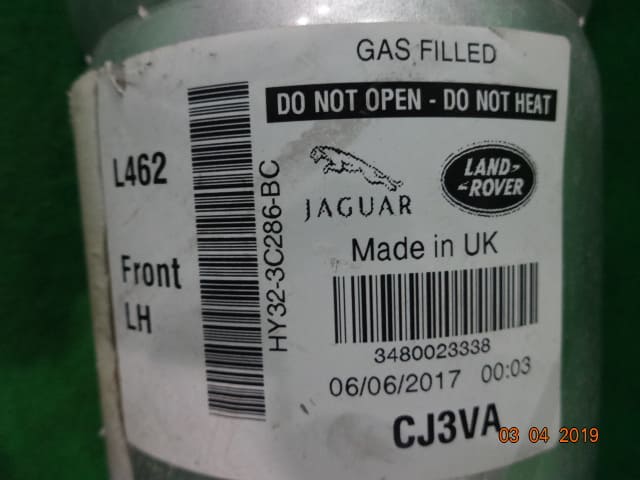 GAS FILLED
DO NOT OPEN - DO NOT HEAT
L462
Front
LH
HY32-3C286-BC
JAGUAR
LAND-
-ROVER
Made in UK
3480023338
06/06/2017 00:03
CJ3VA
03 04 2019